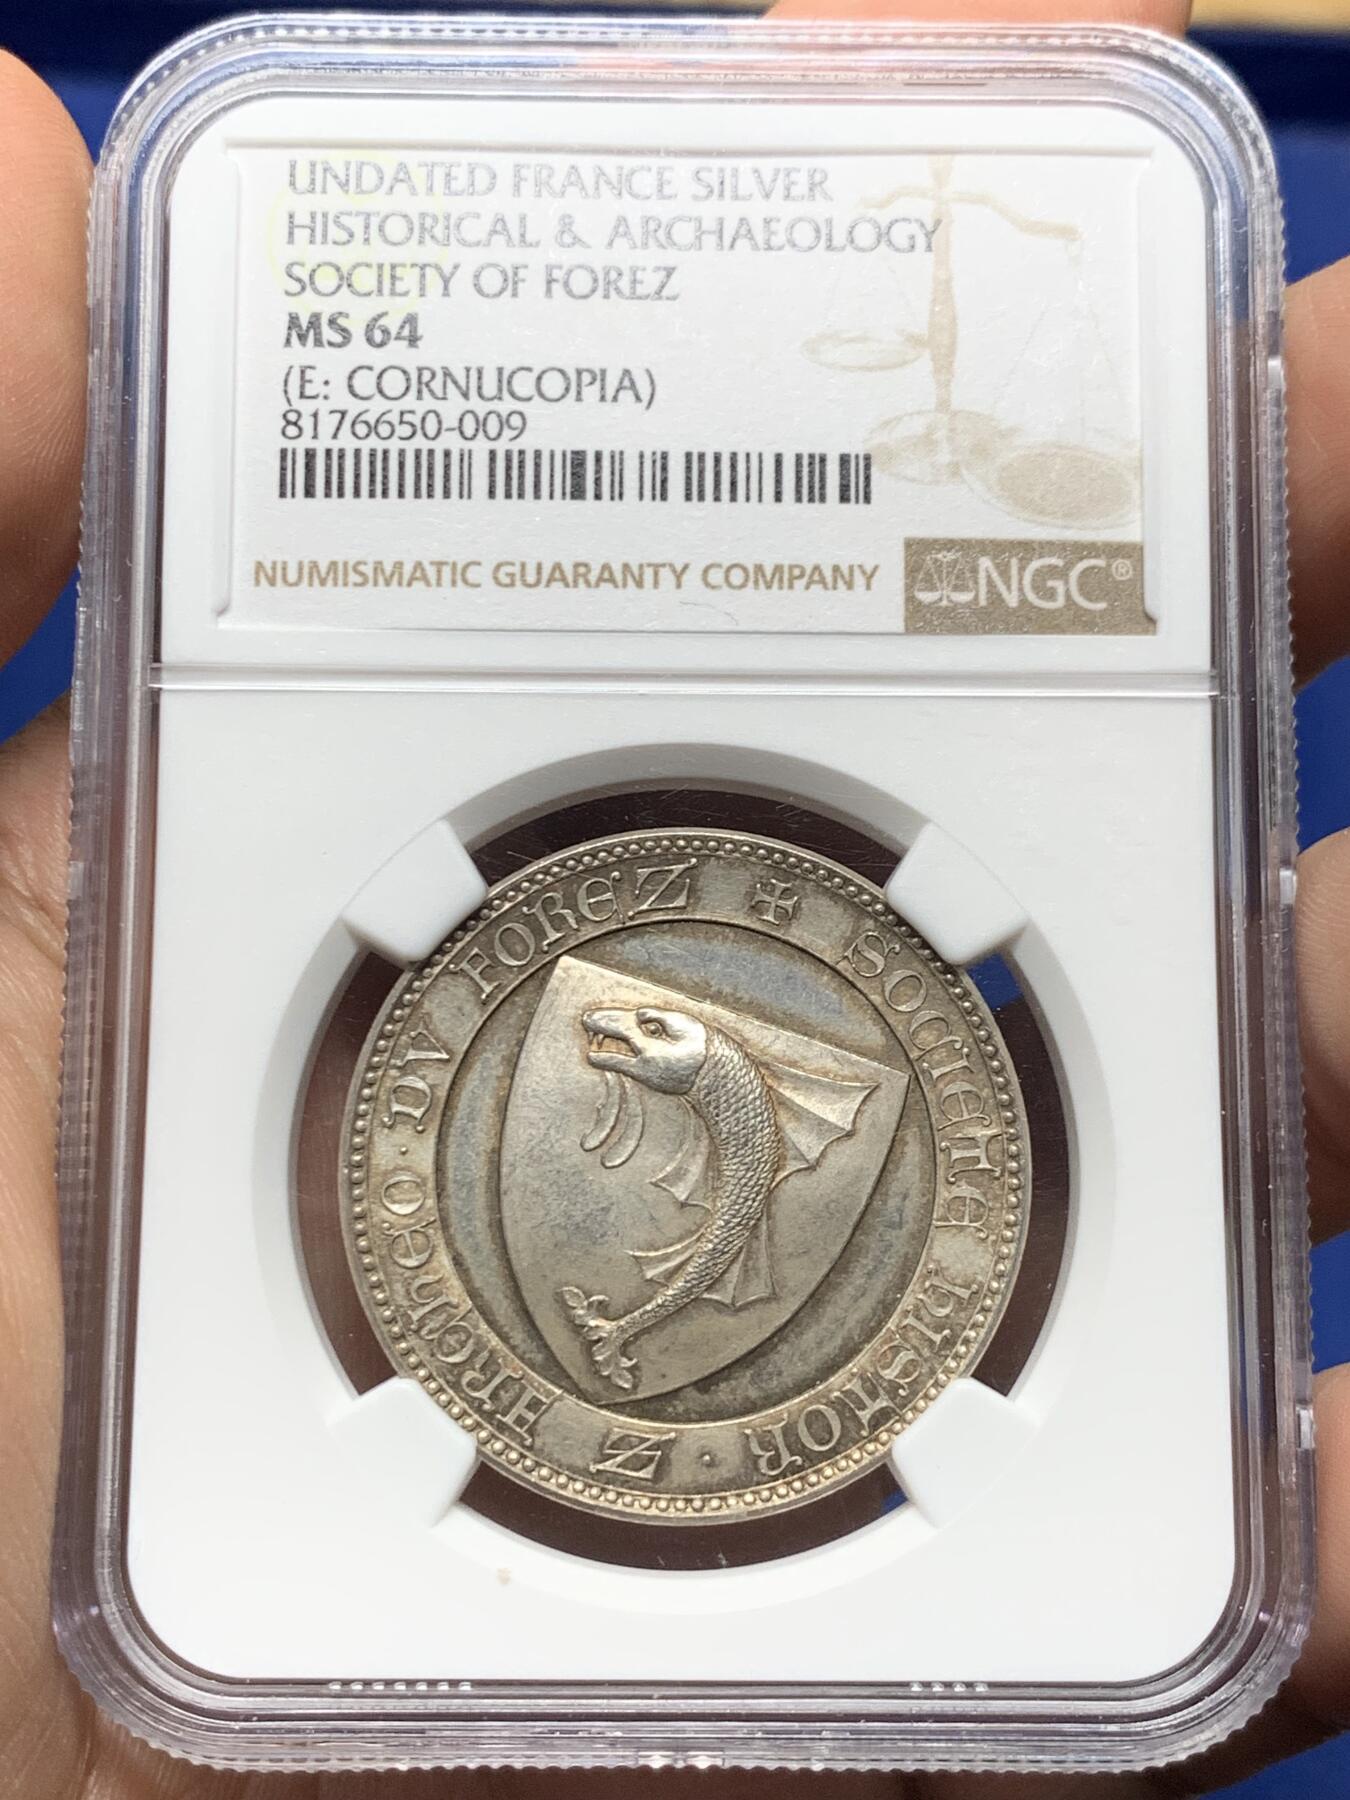 UNDATED FRANCE SILVER
HISTORICAL & ARCHAEOLOGY
SOCIETY OF FOREZ
MS 64
(E: CORNUCOPIA)
8176650-009
NUMISMATIC GUARANTY COMPANY
NGC®
✠ SOCIETE HISTOR · Z ARCHEO · DV FOREZ